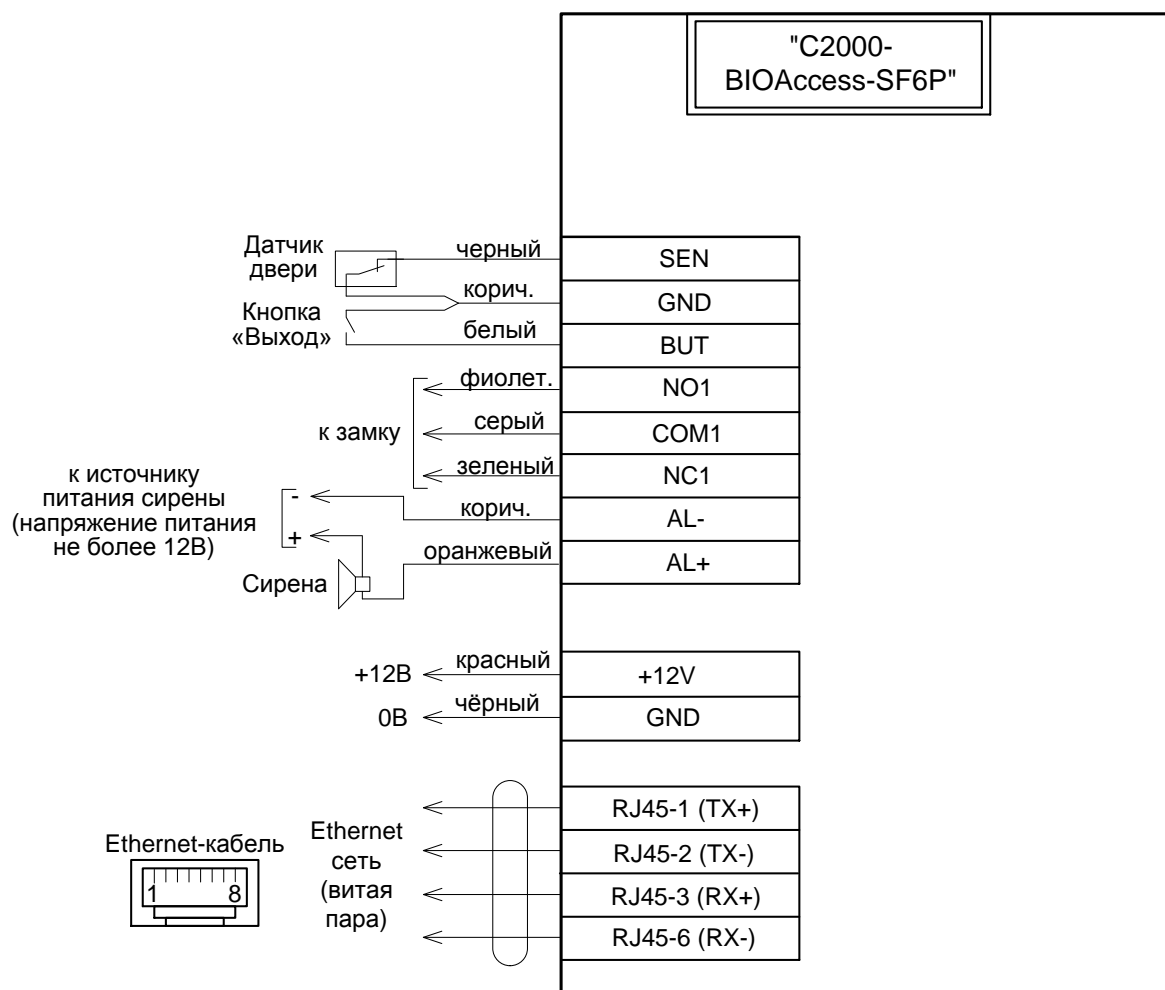 "C2000-
BIOAccess-SF6P"
Датчик
двери
черный
SEN
корич.
GND
Кнопка
«Выход»
белый
BUT
фиолет.
NO1
к замку
серый
COM1
зеленый
NC1
к источнику
питания сирены
(напряжение питания
не более 12В)
-
+
корич.
AL-
оранжевый
AL+
Сирена
+12В
красный
+12V
0В
чёрный
GND
Ethernet-кабель
1 8
Ethernet
сеть
(витая
пара)
RJ45-1 (TX+)
RJ45-2 (TX-)
RJ45-3 (RX+)
RJ45-6 (RX-)